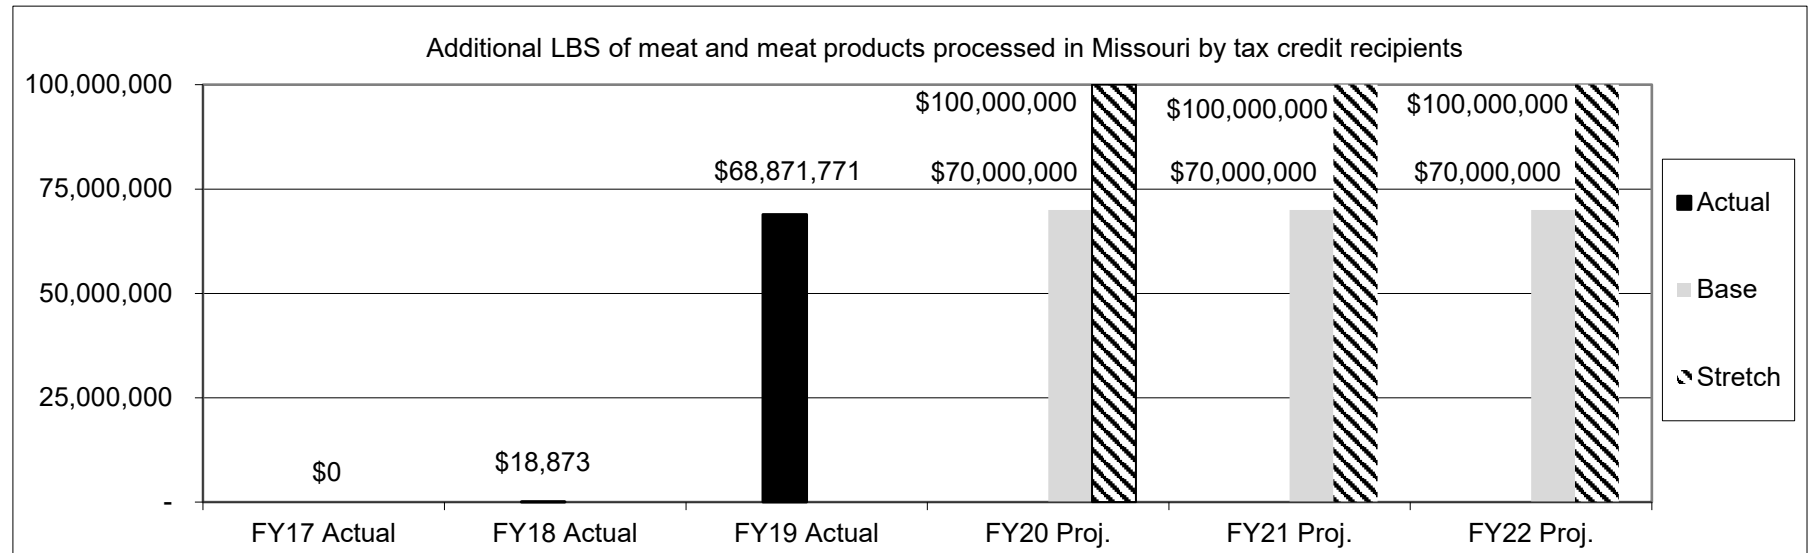 Additional LBS of meat and meat products processed in Missouri by tax credit recipients
100,000,000
75,000,000
50,000,000
25,000,000
-
$0
$18,873
$68,871,771
$100,000,000
$70,000,000
$100,000,000
$70,000,000
$100,000,000
$70,000,000
FY17 Actual
FY18 Actual
FY19 Actual
FY20 Proj.
FY21 Proj.
FY22 Proj.
Actual
Base
Stretch